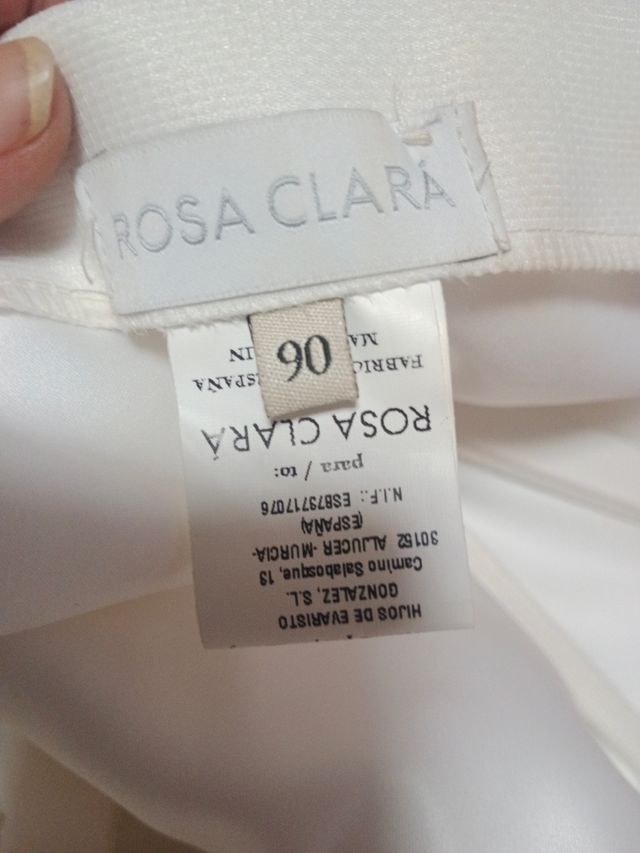 ROSA CLARÁ
90
HIJOS DE EVARISTO
GONZALEZ, S.L.
Camino Salabosque, 13
30152 ALJUCER -MURCIA-
(ESPAÑA)
N.I.F.: ESB73717076
para / to:
ROSA CLARÁ
FABRIC ESPAÑA
MA IN